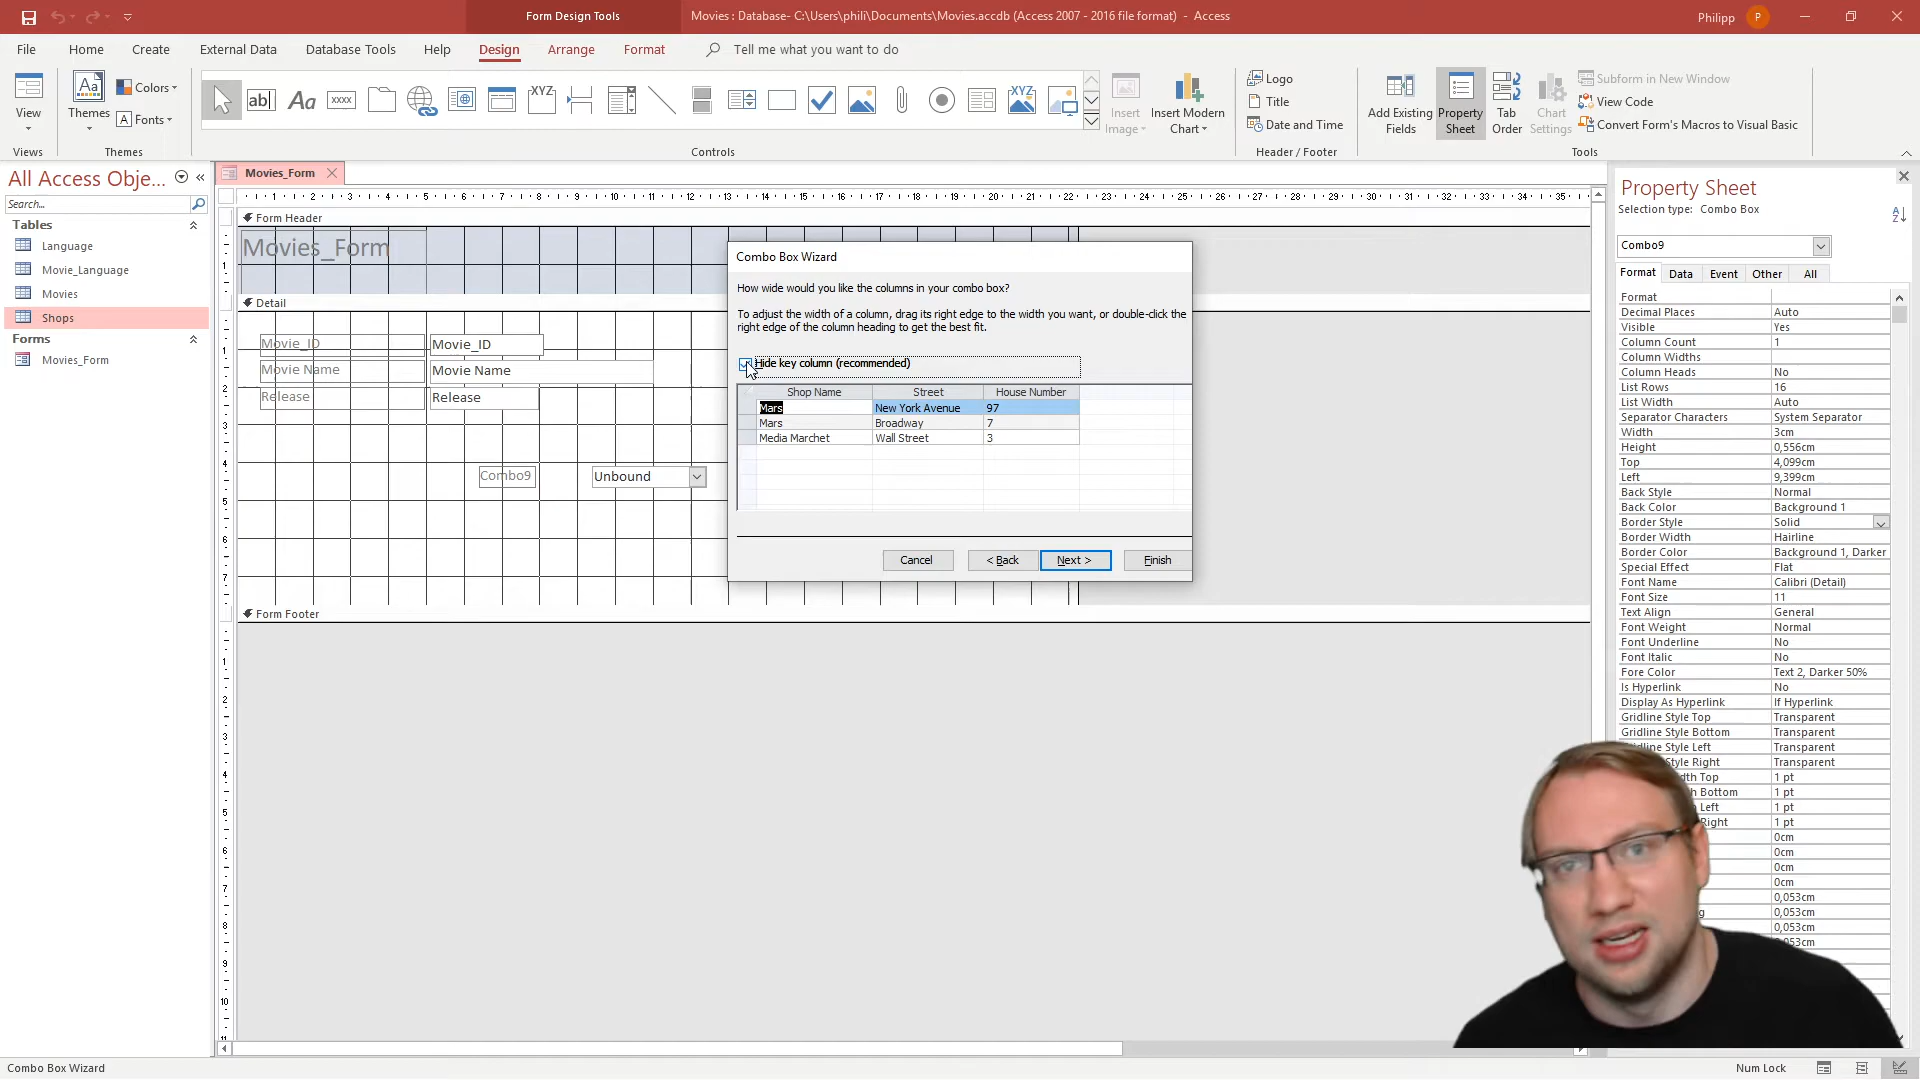 Form Design Tools
Movies : Database- C:\Users\phili\Documents\Movies.accdb (Access 2007 - 2016 file format) - Access
Philipp
P
File
Home
Create
External Data
Database Tools
Help
Design
Arrange
Format
Tell me what you want to do
View
Views
Aa
Themes
Colors
A Fonts
Themes
ab|
Aa
xxxx
XYZ
XYZ
Controls
Insert Image
Insert Modern Chart
Logo
Title
Date and Time
Header / Footer
Add Existing Fields
Property Sheet
Tab Order
Chart Settings
Subform in New Window
View Code
Convert Form's Macros to Visual Basic
Tools
All Access Obje...
Search...
Tables
Language
Movie_Language
Movies
Shops
Forms
Movies_Form
Movies_Form
Form Header
Movies_Form
Detail
Movie_ID
Movie_ID
Movie Name
Movie Name
Release
Release
Combo9
Unbound
Form Footer
Combo Box Wizard
How wide would you like the columns in your combo box?
To adjust the width of a column, drag its right edge to the width you want, or double-click the
right edge of the column heading to get the best fit.
Hide key column (recommended)
Shop Name Street House Number
Mars New York Avenue 97
Mars Broadway 7
Media Marchet Wall Street 3
Cancel
< Back
Next >
Finish
Property Sheet
Selection type: Combo Box
Combo9
Format Data Event Other All
Format
Decimal Places Auto
Visible Yes
Column Count 1
Column Widths
Column Heads No
List Rows 16
List Width Auto
Separator Characters System Separator
Width 3cm
Height 0,556cm
Top 4,099cm
Left 9,399cm
Back Style Normal
Back Color Background 1
Border Style Solid
Border Width Hairline
Border Color Background 1, Darker
Special Effect Flat
Font Name Calibri (Detail)
Font Size 11
Text Align General
Font Weight Normal
Font Underline No
Font Italic No
Fore Color Text 2, Darker 50%
Is Hyperlink No
Display As Hyperlink If Hyperlink
Gridline Style Top Transparent
Gridline Style Bottom Transparent
Style Left Transparent
Style Right Transparent
Top 1 pt
Bottom 1 pt
Left 1 pt
Right 1 pt
0cm
0cm
0cm
0cm
0,053cm
0,053cm
0,053cm
Combo Box Wizard
Num Lock